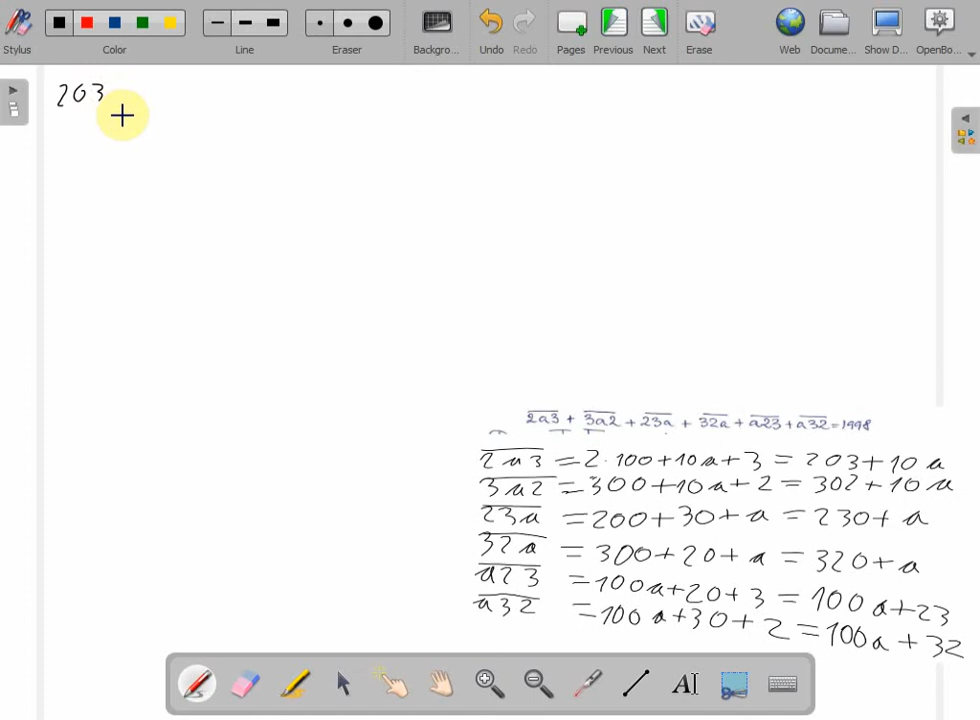 Stylus Color Line Eraser Backgro... Undo Redo Pages Previous Next Erase Web Docume... Show D... OpenBo...
203
2a3 + 3a2 + 23a + 32a + a23 + a32 = 1998
2a3 = 2·100+10a+3 = 203+10a
3a2 = 300+10a+2 = 302+10a
23a = 200+30+a = 230+a
32a = 300+20+a = 320+a
a23 = 100a+20+3 = 100a+23
a32 = 100a+30+2 = 100a+32